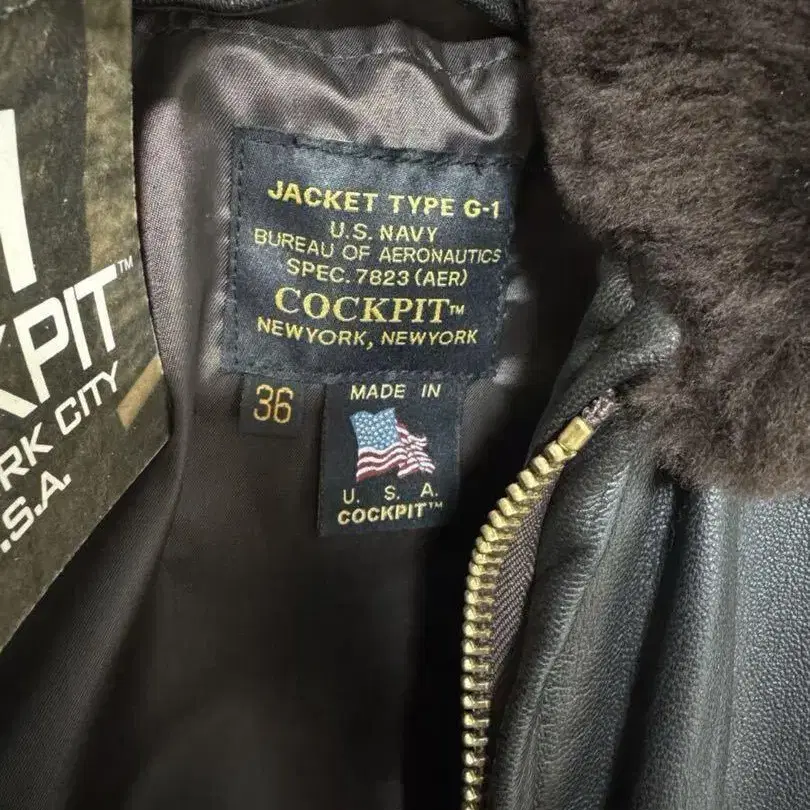 JACKET TYPE G-1
U.S. NAVY
BUREAU OF AERONAUTICS
SPEC. 7823 (AER)
COCKPIT™
NEWYORK, NEWYORK
36
MADE IN
U. S. A.
COCKPIT™
KPIT™
RK CITY
.S.A.